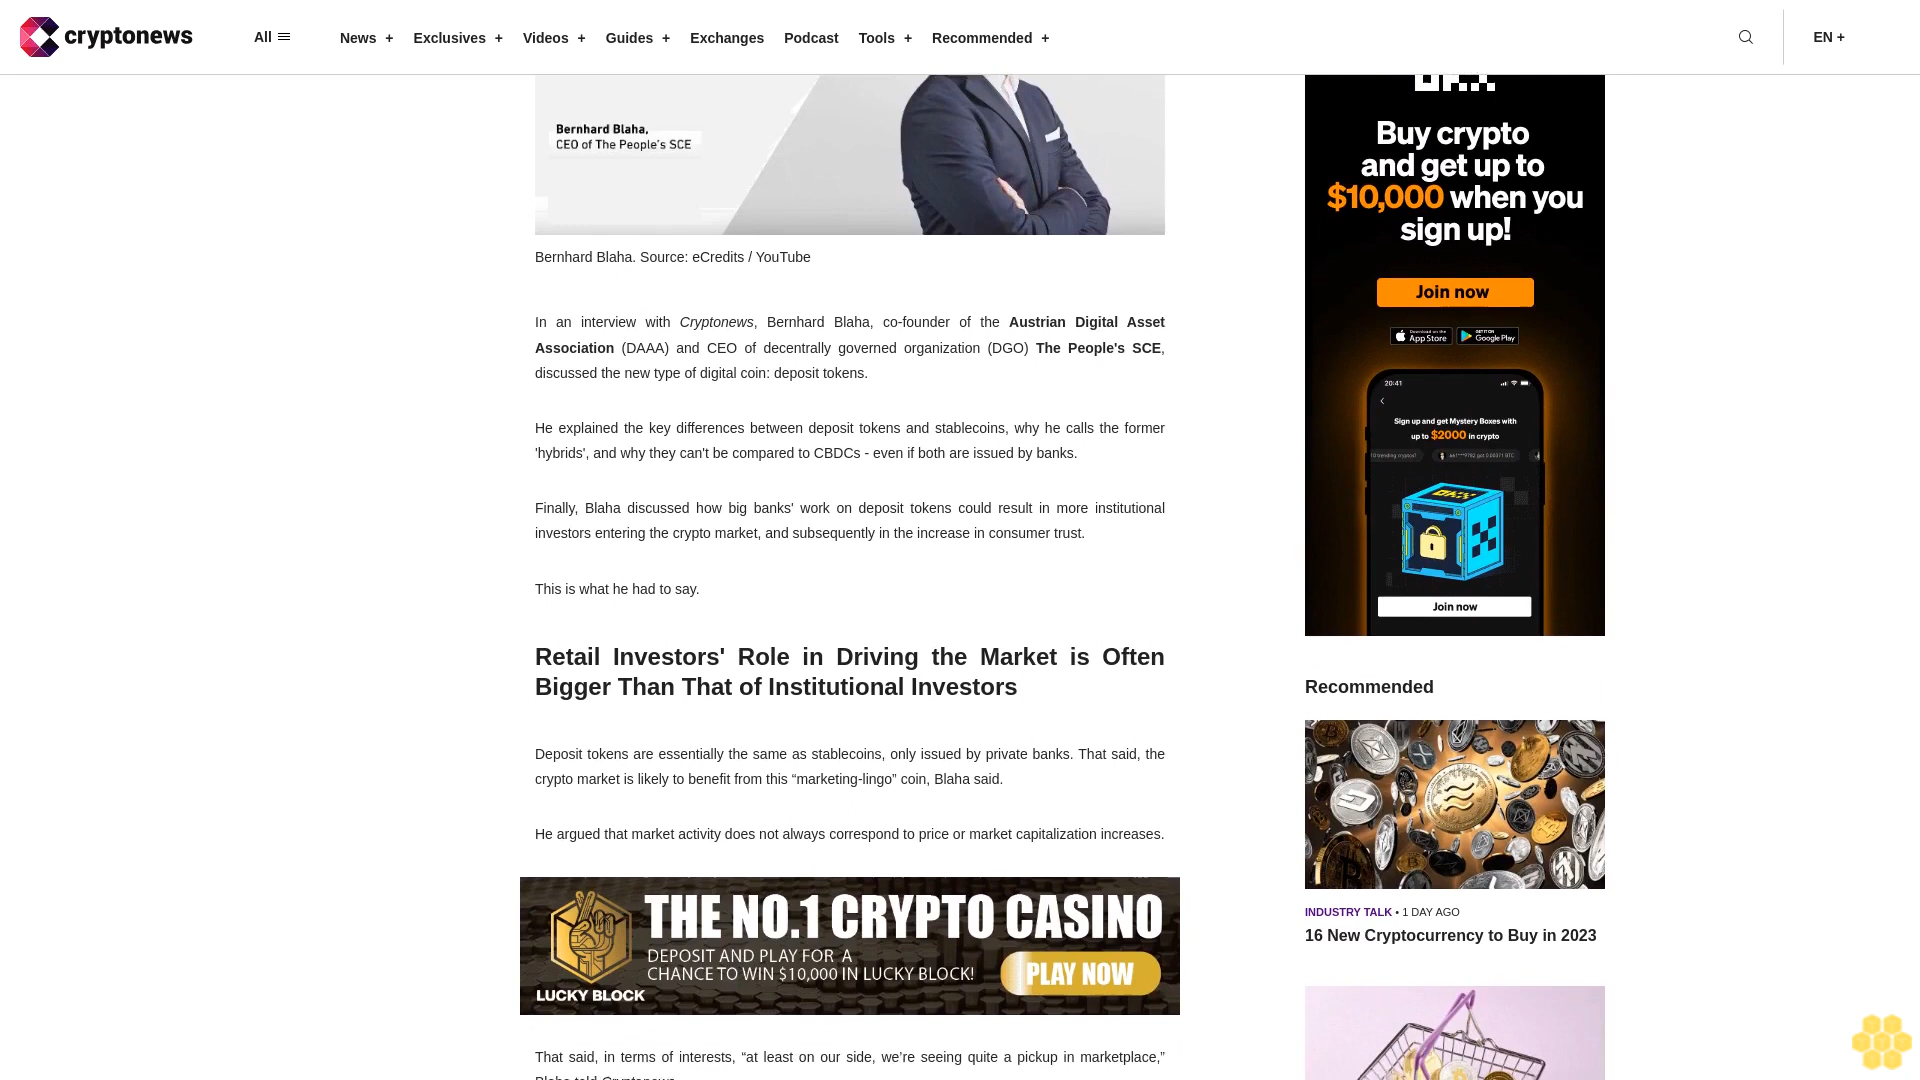 cryptonews
All
News + Exclusives + Videos + Guides + Exchanges Podcast Tools + Recommended +
EN +
Bernhard Blaha,
CEO of The People's SCE
Bernhard Blaha. Source: eCredits / YouTube
In an interview with Cryptonews, Bernhard Blaha, co-founder of the Austrian Digital Asset
Association (DAAA) and CEO of decentrally governed organization (DGO) The People's SCE,
discussed the new type of digital coin: deposit tokens.
He explained the key differences between deposit tokens and stablecoins, why he calls the former
'hybrids', and why they can't be compared to CBDCs - even if both are issued by banks.
Finally, Blaha discussed how big banks' work on deposit tokens could result in more institutional
investors entering the crypto market, and subsequently in the increase in consumer trust.
This is what he had to say.
Retail Investors' Role in Driving the Market is Often
Bigger Than That of Institutional Investors
Deposit tokens are essentially the same as stablecoins, only issued by private banks. That said, the
crypto market is likely to benefit from this “marketing-lingo” coin, Blaha said.
He argued that market activity does not always correspond to price or market capitalization increases.
THE NO.1 CRYPTO CASINO
DEPOSIT AND PLAY FOR A
CHANCE TO WIN $10,000 IN LUCKY BLOCK!
PLAY NOW
LUCKY BLOCK
That said, in terms of interests, “at least on our side, we’re seeing quite a pickup in marketplace,”
Blaha told Cryptonews.
Buy crypto
and get up to
$10,000 when you
sign up!
Join now
Download on the
App Store
GET IT ON
Google Play
20:41
Sign up and get Mystery Boxes with
up to $2000 in crypto
Join now
Recommended
INDUSTRY TALK • 1 DAY AGO
16 New Cryptocurrency to Buy in 2023